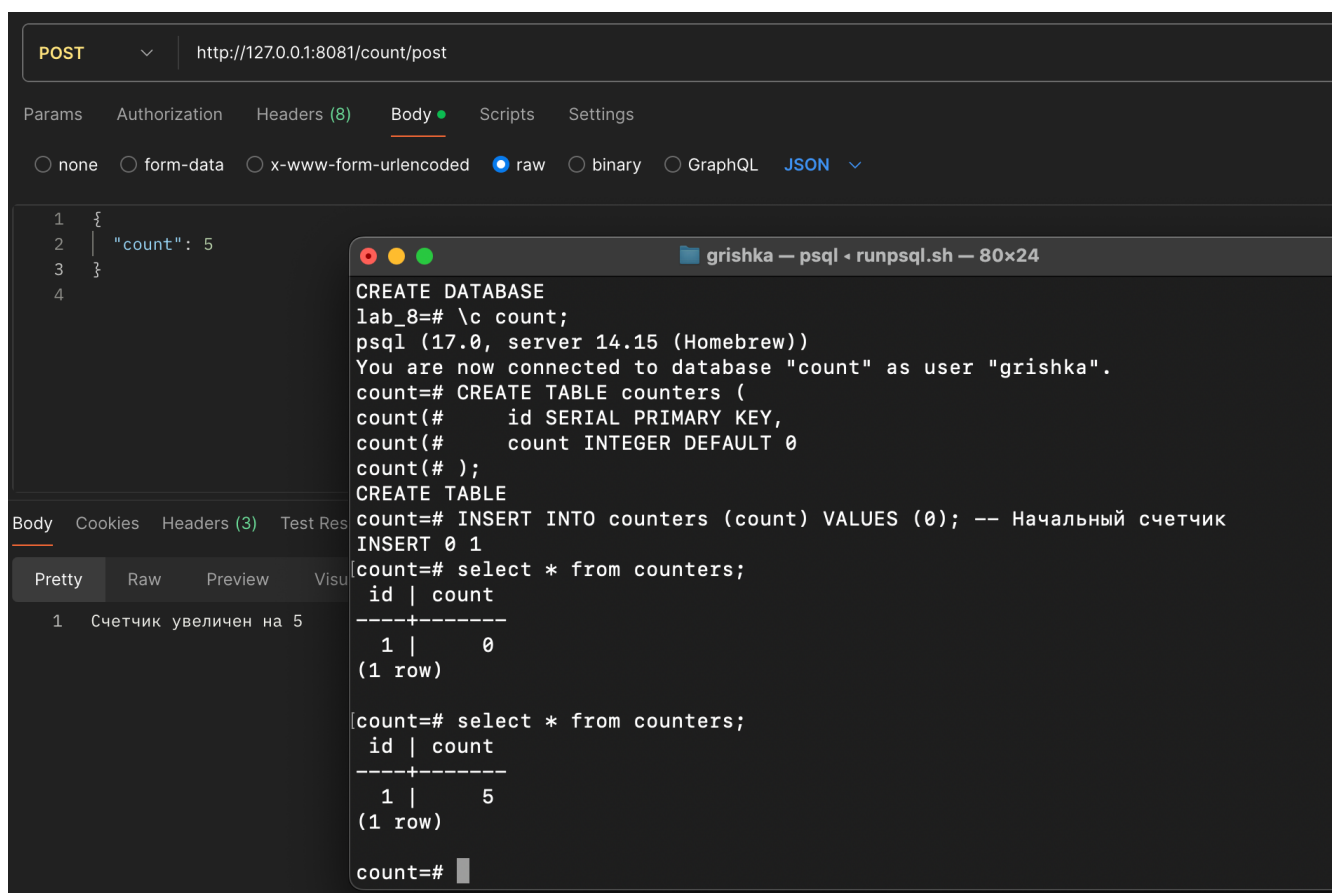 POST http://127.0.0.1:8081/count/post
Params Authorization Headers (8) Body Scripts Settings
none form-data x-www-form-urlencoded raw binary GraphQL JSON
1 {
2 "count": 5
3 }
4
Body Cookies Headers (3) Test Res
Pretty Raw Preview Visu
1 Счетчик увеличен на 5
grishka — psql ◂ runpsql.sh — 80×24
CREATE DATABASE
lab_8=# \c count;
psql (17.0, server 14.15 (Homebrew))
You are now connected to database "count" as user "grishka".
count=# CREATE TABLE counters (
count(#     id SERIAL PRIMARY KEY,
count(#     count INTEGER DEFAULT 0
count(# );
CREATE TABLE
count=# INSERT INTO counters (count) VALUES (0); -- Начальный счетчик
INSERT 0 1
[count=# select * from counters;
 id | count
----+-------
  1 |     0
(1 row)
[count=# select * from counters;
 id | count
----+-------
  1 |     5
(1 row)
count=#